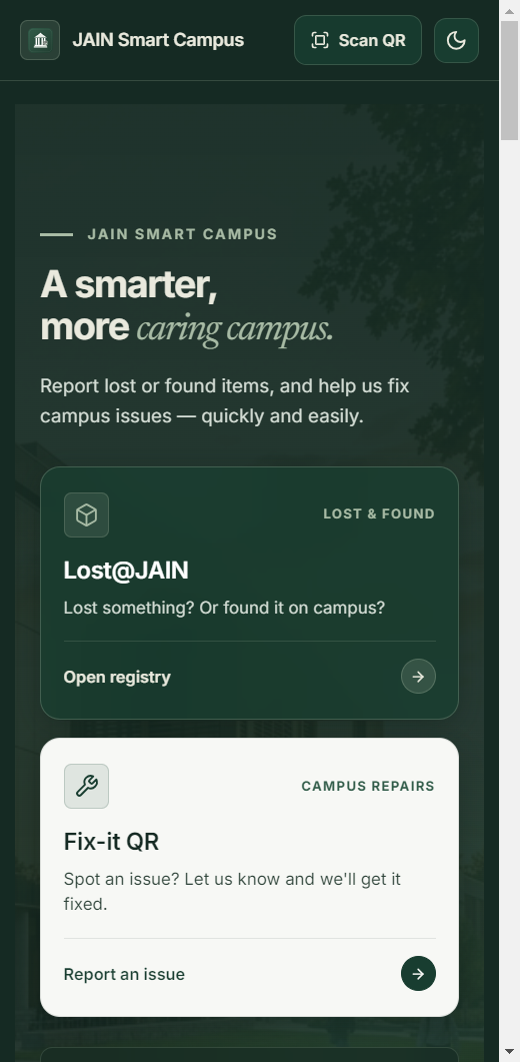 JAIN Smart Campus
Scan QR
JAIN SMART CAMPUS
A smarter,
more caring campus.
Report lost or found items, and help us fix
campus issues — quickly and easily.
LOST & FOUND
Lost@JAIN
Lost something? Or found it on campus?
Open registry
CAMPUS REPAIRS
Fix-it QR
Spot an issue? Let us know and we'll get it
fixed.
Report an issue